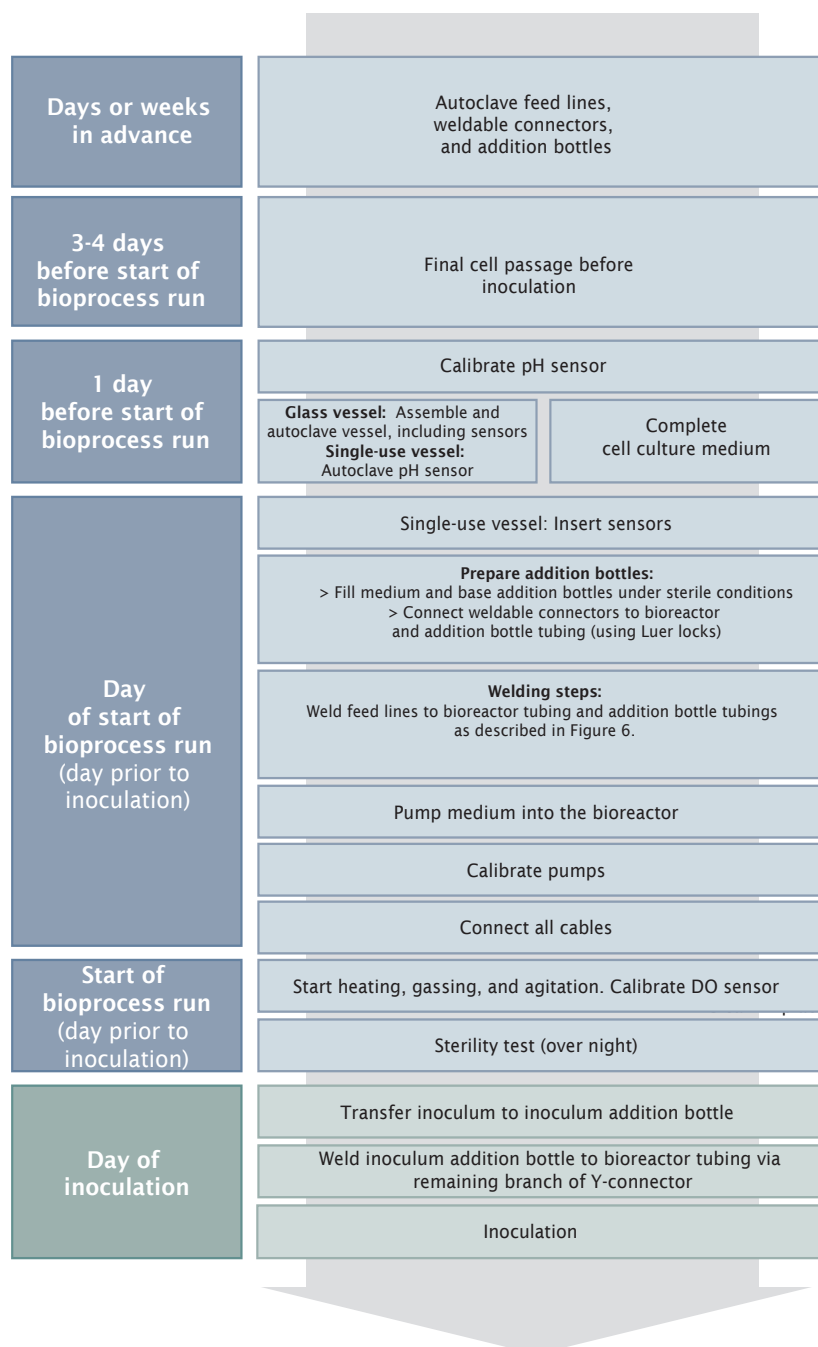 Days or weeks
in advance
Autoclave feed lines,
weldable connectors,
and addition bottles
3-4 days
before start of
bioprocess run
Final cell passage before
inoculation
1 day
before start of
bioprocess run
Calibrate pH sensor
Glass vessel: Assemble and
autoclave vessel, including sensors
Single-use vessel:
Autoclave pH sensor
Complete
cell culture medium
Day
of start of
bioprocess run
(day prior to
inoculation)
Single-use vessel: Insert sensors
Prepare addition bottles:
> Fill medium and base addition bottles under sterile conditions
> Connect weldable connectors to bioreactor
and addition bottle tubing (using Luer locks)
Welding steps:
Weld feed lines to bioreactor tubing and addition bottle tubings
as described in Figure 6.
Pump medium into the bioreactor
Calibrate pumps
Connect all cables
Start of
bioprocess run
(day prior to
inoculation)
Start heating, gassing, and agitation. Calibrate DO sensor
Sterility test (over night)
Day of
inoculation
Transfer inoculum to inoculum addition bottle
Weld inoculum addition bottle to bioreactor tubing via
remaining branch of Y-connector
Inoculation